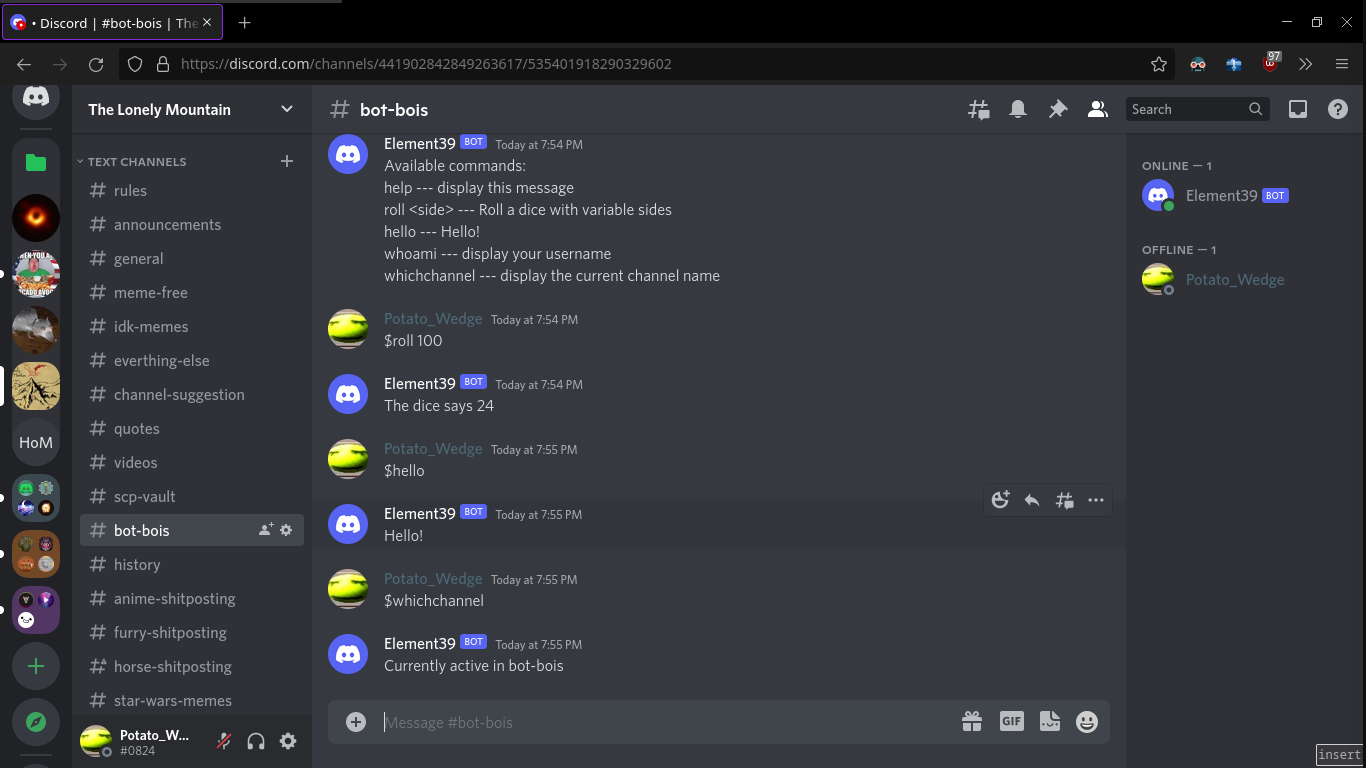 • Discord | #bot-bois | The
https://discord.com/channels/441902842849263617/535401918290329602
97
The Lonely Mountain
TEXT CHANNELS
rules
announcements
general
meme-free
idk-memes
everthing-else
channel-suggestion
quotes
videos
scp-vault
bot-bois
history
anime-shitposting
furry-shitposting
horse-shitposting
star-wars-memes
HoM
Potato_W...
#0824
# bot-bois
Search
Element39 BOT Today at 7:54 PM
Available commands:
help --- display this message
roll <side> --- Roll a dice with variable sides
hello --- Hello!
whoami --- display your username
whichchannel --- display the current channel name
Potato_Wedge Today at 7:54 PM
$roll 100
Element39 BOT Today at 7:54 PM
The dice says 24
Potato_Wedge Today at 7:55 PM
$hello
Element39 BOT Today at 7:55 PM
Hello!
Potato_Wedge Today at 7:55 PM
$whichchannel
Element39 BOT Today at 7:55 PM
Currently active in bot-bois
Message #bot-bois
GIF
ONLINE — 1
Element39 BOT
OFFLINE — 1
Potato_Wedge
insert